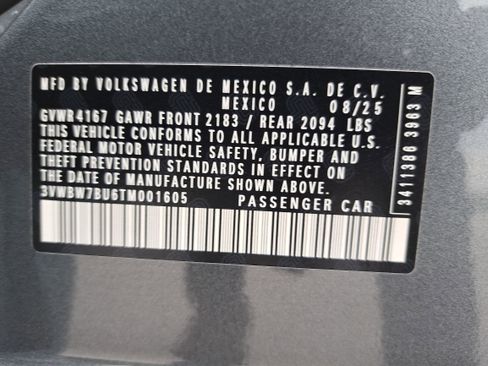 MFD BY VOLKSWAGEN DE MEXICO S.A. DE C.V.
MEXICO 08/25
GVWR4167 GAWR FRONT 2183/REAR 2094 LBS
THIS VEHICLE CONFORMS TO ALL APPLICABLE U.S.
FEDERAL MOTOR VEHICLE SAFETY, BUMPER AND
THEFT PREVENTION STANDARDS IN EFFECT ON
THE DATE OF MANUFACTURE SHOWN ABOVE.
3VWBW7BU6TM001605 PASSENGER CAR
3411386 3963 M